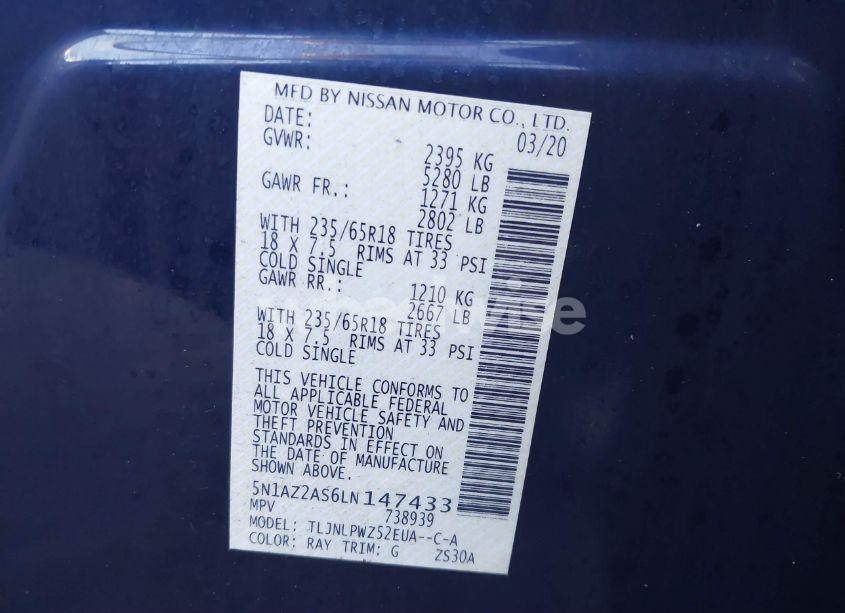 MFD BY NISSAN MOTOR CO., LTD.
DATE: 03/20
GVWR: 2395 KG
5280 LB
GAWR FR.: 1271 KG
2802 LB
WITH 235/65R18 TIRES
18 X 7.5 RIMS AT 33 PSI
COLD SINGLE
GAWR RR.: 1210 KG
2667 LB
WITH 235/65R18 TIRES
18 X 7.5 RIMS AT 33 PSI
COLD SINGLE
THIS VEHICLE CONFORMS TO
ALL APPLICABLE FEDERAL
MOTOR VEHICLE SAFETY AND
THEFT PREVENTION
STANDARDS IN EFFECT ON
THE DATE OF MANUFACTURE
SHOWN ABOVE.
5N1AZ2AS6LN147433
MPV 738939
MODEL: TLJNLPWZ52EUA--C-A
COLOR: RAY TRIM: G ZS30A